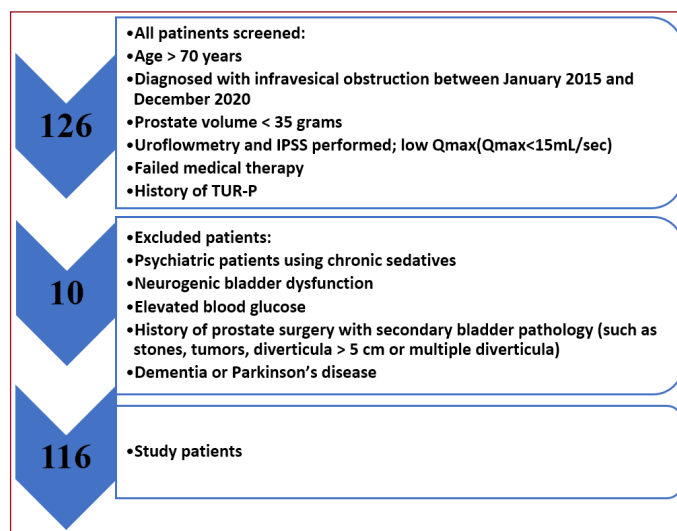 •All patinents screened:
•Age > 70 years
•Diagnosed with infravesical obstruction between January 2015 and
December 2020
126
•Prostate volume < 35 grams
•Uroflowmetry and IPSS performed; low Qmax(Qmax<15mL/sec)
•Failed medical therapy
•History of TUR-P
•Excluded patients:
•Psychiatric patients using chronic sedatives
•Neurogenic bladder dysfunction
10
•Elevated blood glucose
•History of prostate surgery with secondary bladder pathology (such as
stones, tumors, diverticula > 5 cm or multiple diverticula)
•Dementia or Parkinson's disease
116
•Study patients